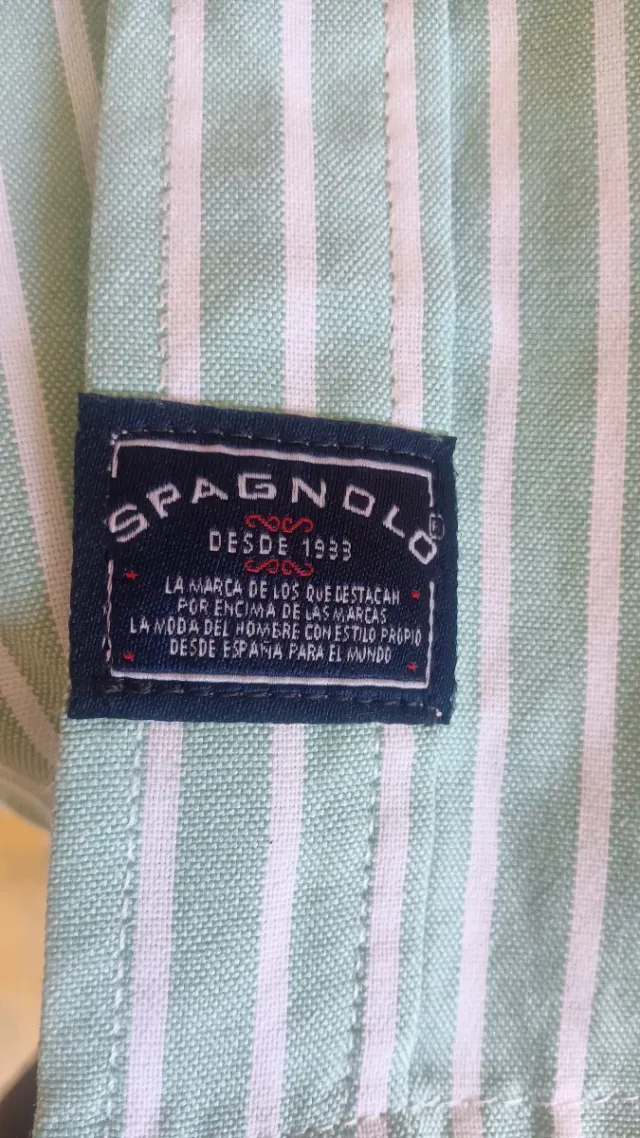 SPAGNOLO®
DESDE 1933
LA MARCA DE LOS QUE DESTACAN
POR ENCIMA DE LAS MARCAS
LA MODA DEL HOMBRE CON ESTILO PROPIO
DESDE ESPAÑA PARA EL MUNDO